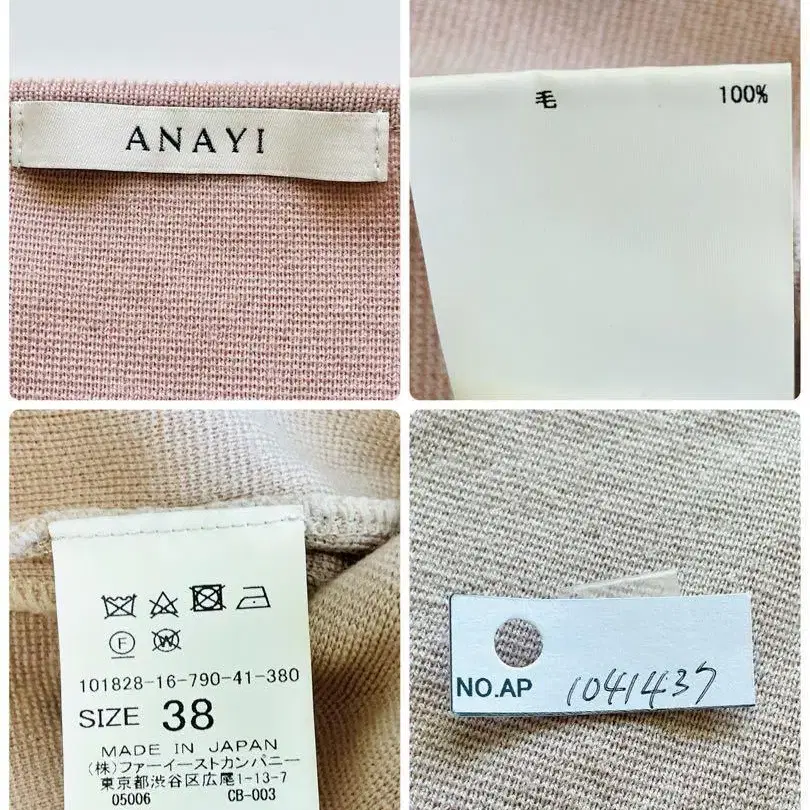 ANAYI
毛 100%
F W
101828-16-790-41-380
SIZE 38
MADE IN JAPAN
(株)ファーイーストカンパニー
東京都渋谷区広尾1-13-7
05006 CB-003
NO.AP 1041437